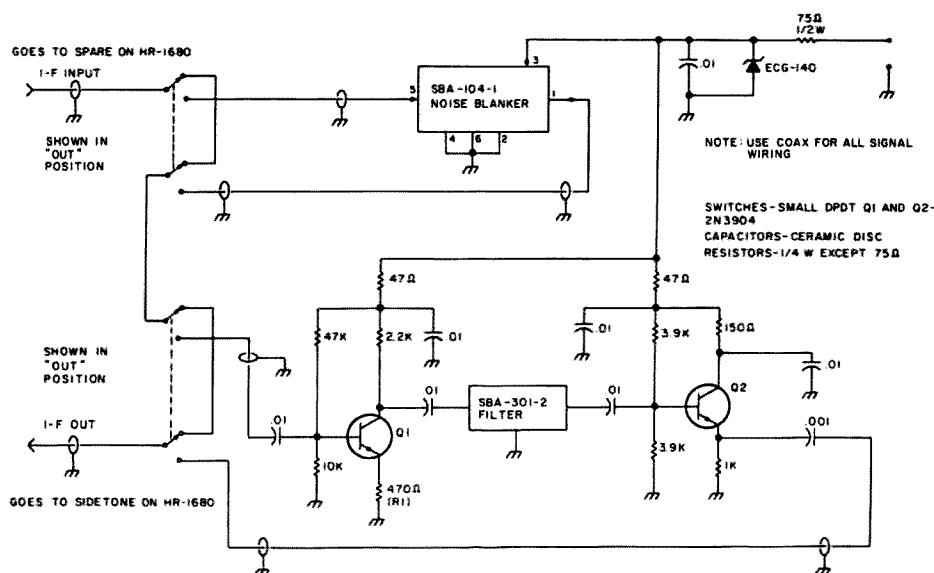 GOES TO SPARE ON HR-1680
I-F INPUT
SHOWN IN
"OUT"
POSITION
5
SBA-104-1
NOISE BLANKER
3
1
4
6
2
75Ω
1/2W
.01
ECG-140
NOTE: USE COAX FOR ALL SIGNAL
WIRING
SWITCHES-SMALL DPDT Q1 AND Q2-
2N3904
CAPACITORS-CERAMIC DISC
RESISTORS-1/4 W EXCEPT 75Ω
47Ω
47Ω
47K
2.2K
.01
.01
3.9K
150Ω
.01
SHOWN IN
"OUT"
POSITION
I-F OUT
GOES TO SIDETONE ON HR-1680
.01
Q1
10K
470Ω
(R1)
.01
SBA-301-2
FILTER
.01
Q2
3.9K
1K
.001